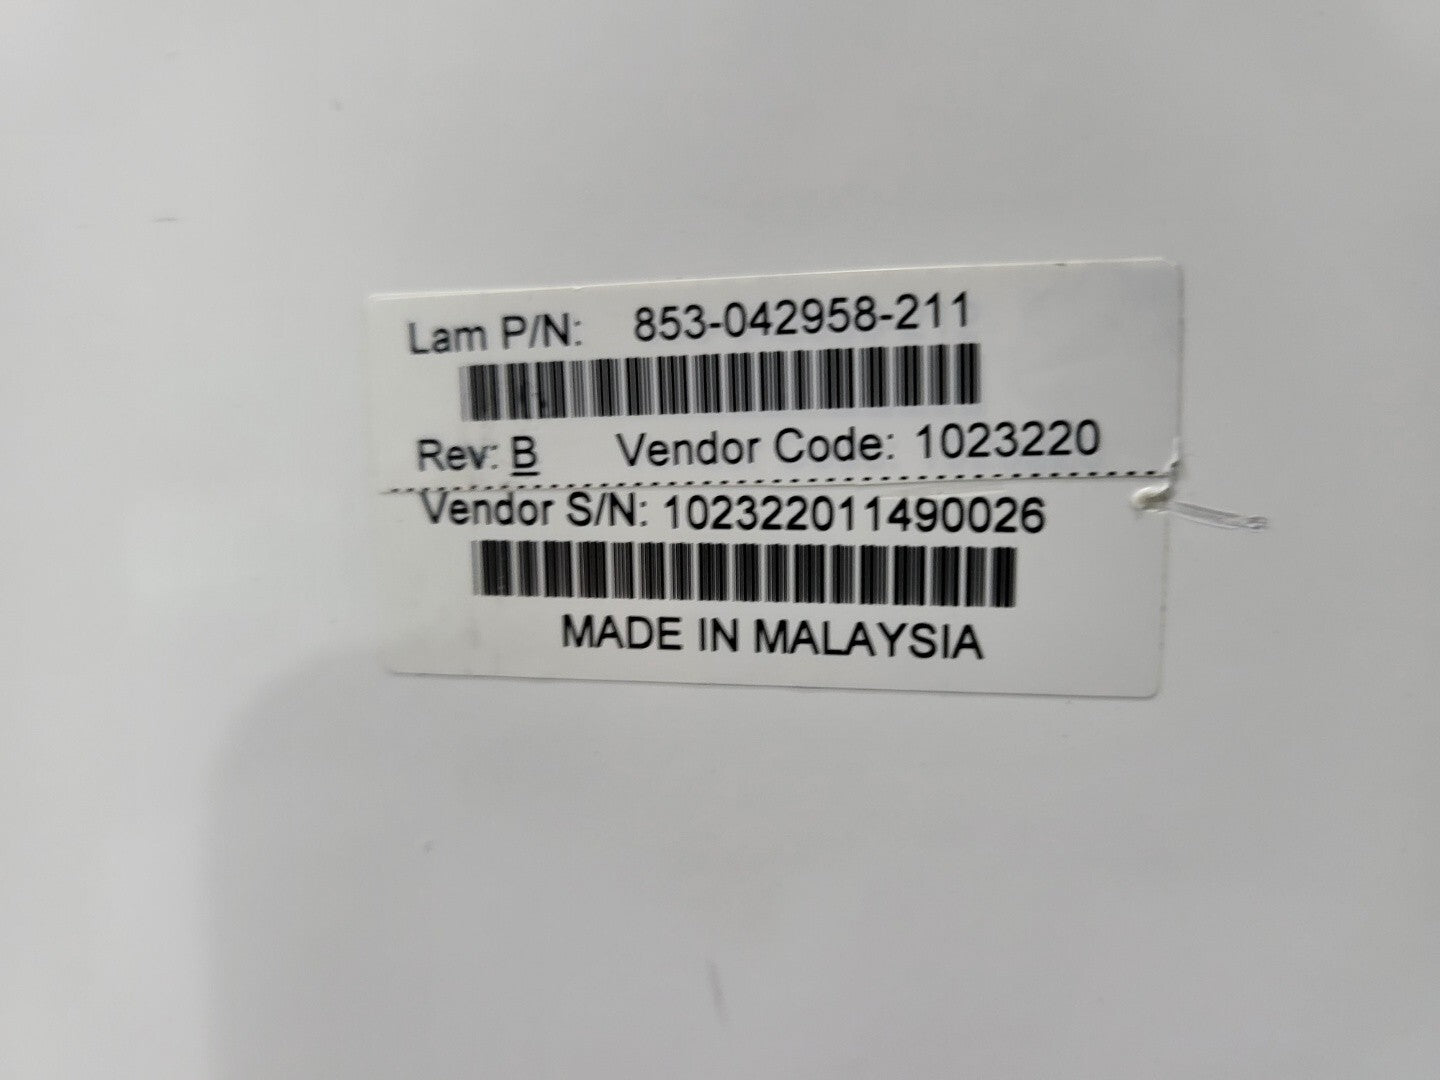 Lam P/N: 853-042958-211
Rev: B Vendor Code: 1023220
Vendor S/N: 102322011490026
MADE IN MALAYSIA